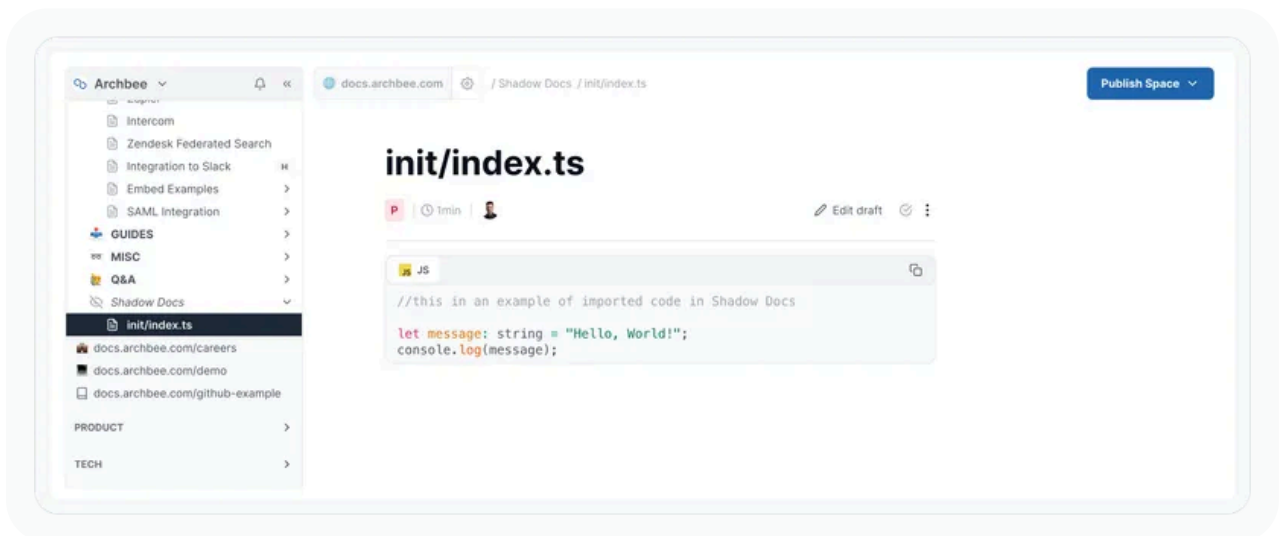 Archbee
docs.archbee.com
/ Shadow Docs / init/index.ts
Publish Space
Zapier
Intercom
Zendesk Federated Search
Integration to Slack
H
Embed Examples
SAML Integration
GUIDES
MISC
Q&A
Shadow Docs
init/index.ts
docs.archbee.com/careers
docs.archbee.com/demo
docs.archbee.com/github-example
PRODUCT
TECH
init/index.ts
P
1min
Edit draft
JS JS
//this in an example of imported code in Shadow Docs
let message: string = "Hello, World!";
console.log(message);